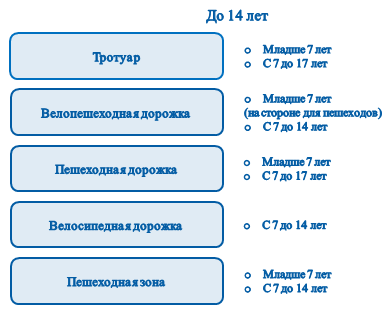 До 14 лет
Тротуар
o Младше 7 лет
o С 7 до 17 лет
Велопешеходная дорожка
o Младше 7 лет
(на стороне для пешеходов)
o С 7 до 14 лет
Пешеходная дорожка
o Младше 7 лет
o С 7 до 17 лет
Велосипедная дорожка
o С 7 до 14 лет
Пешеходная зона
o Младше 7 лет
o С 7 до 14 лет